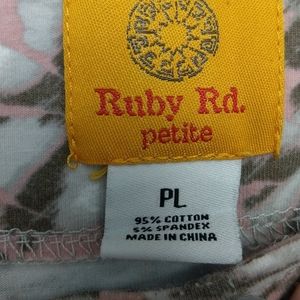 Ruby Rd.
petite
PL
95% COTTON
5% SPANDEX
MADE IN CHINA